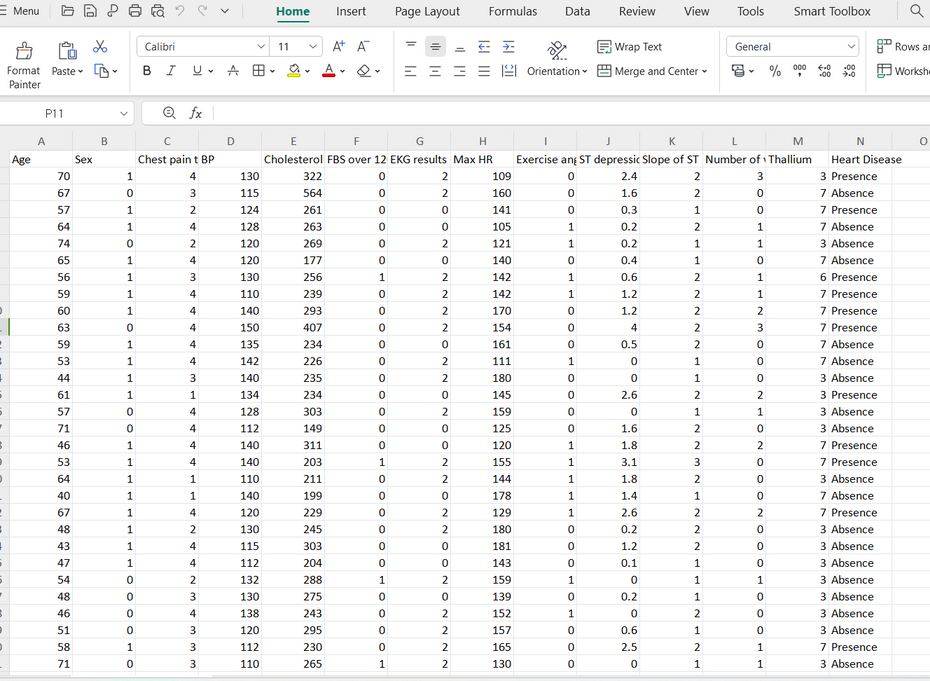 Menu Home Insert Page Layout Formulas Data Review View Tools Smart Toolbox
Format Painter Paste Calibri 11 A+ A- Wrap Text General Rows
B I U A A Orientation Merge and Center % 000 .00 .00
P11 fx
A B C D E F G H I J K L M N O
Age Sex Chest pain t BP Cholesterol FBS over 12 EKG results Max HR Exercise ang ST depressic Slope of ST Number of Thallium Heart Disease
70 1 4 130 322 0 2 109 0 2.4 2 3 3 Presence
67 0 3 115 564 0 2 160 0 1.6 2 0 7 Absence
57 1 2 124 261 0 0 141 0 0.3 1 0 7 Presence
64 1 4 128 263 0 0 105 1 0.2 2 1 7 Absence
74 0 2 120 269 0 2 121 1 0.2 1 1 3 Absence
65 1 4 120 177 0 0 140 0 0.4 1 0 7 Absence
56 1 3 130 256 1 2 142 1 0.6 2 1 6 Presence
59 1 4 110 239 0 2 142 1 1.2 2 1 7 Presence
60 1 4 140 293 0 2 170 0 1.2 2 2 7 Presence
63 0 4 150 407 0 2 154 0 4 2 3 7 Presence
59 1 4 135 234 0 0 161 0 0.5 2 0 7 Absence
53 1 4 142 226 0 2 111 1 0 1 0 7 Absence
44 1 3 140 235 0 2 180 0 0 1 0 3 Absence
61 1 1 134 234 0 0 145 0 2.6 2 2 3 Presence
57 0 4 128 303 0 2 159 0 0 1 1 3 Absence
71 0 4 112 149 0 0 125 0 1.6 2 0 3 Absence
46 1 4 140 311 0 0 120 1 1.8 2 2 7 Presence
53 1 4 140 203 1 2 155 1 3.1 3 0 7 Presence
64 1 1 110 211 0 2 144 1 1.8 2 0 3 Absence
40 1 1 140 199 0 0 178 1 1.4 1 0 7 Absence
67 1 4 120 229 0 2 129 1 2.6 2 2 7 Presence
48 1 2 130 245 0 2 180 0 0.2 2 0 3 Absence
43 1 4 115 303 0 0 181 0 1.2 2 0 3 Absence
47 1 4 112 204 0 0 143 0 0.1 1 0 3 Absence
54 0 2 132 288 1 2 159 1 0 1 1 3 Absence
48 0 3 130 275 0 0 139 0 0.2 1 0 3 Absence
46 0 4 138 243 0 2 152 1 0 2 0 3 Absence
51 0 3 120 295 0 2 157 0 0.6 1 0 3 Absence
58 1 3 112 230 0 2 165 0 2.5 2 1 7 Presence
71 0 3 110 265 1 2 130 0 0 1 1 3 Absence